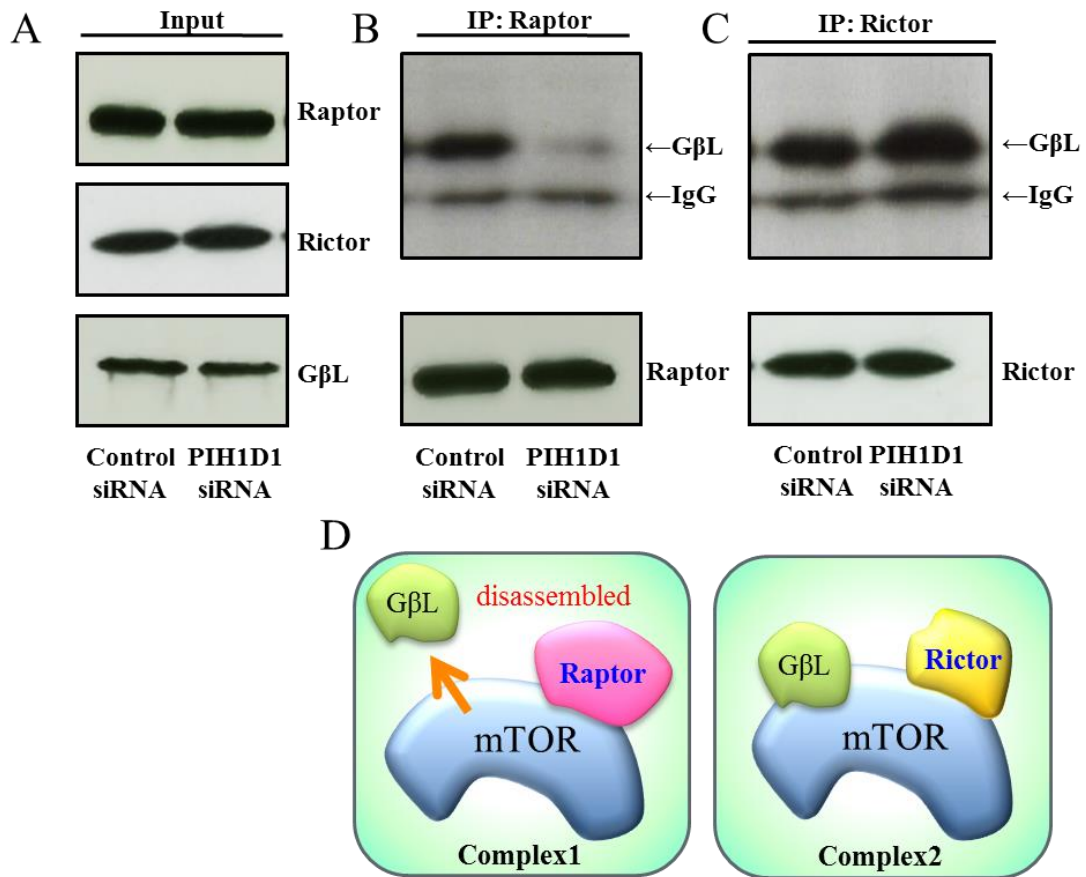 A
Input
Raptor
Rictor
GβL
Control PIH1D1
siRNA siRNA
B
IP: Raptor
←GβL
←IgG
Raptor
Control PIH1D1
siRNA siRNA
C
IP: Rictor
←GβL
←IgG
Rictor
Control PIH1D1
siRNA siRNA
D
GβL
disassembled
Raptor
mTOR
Complex1
GβL
Rictor
mTOR
Complex2